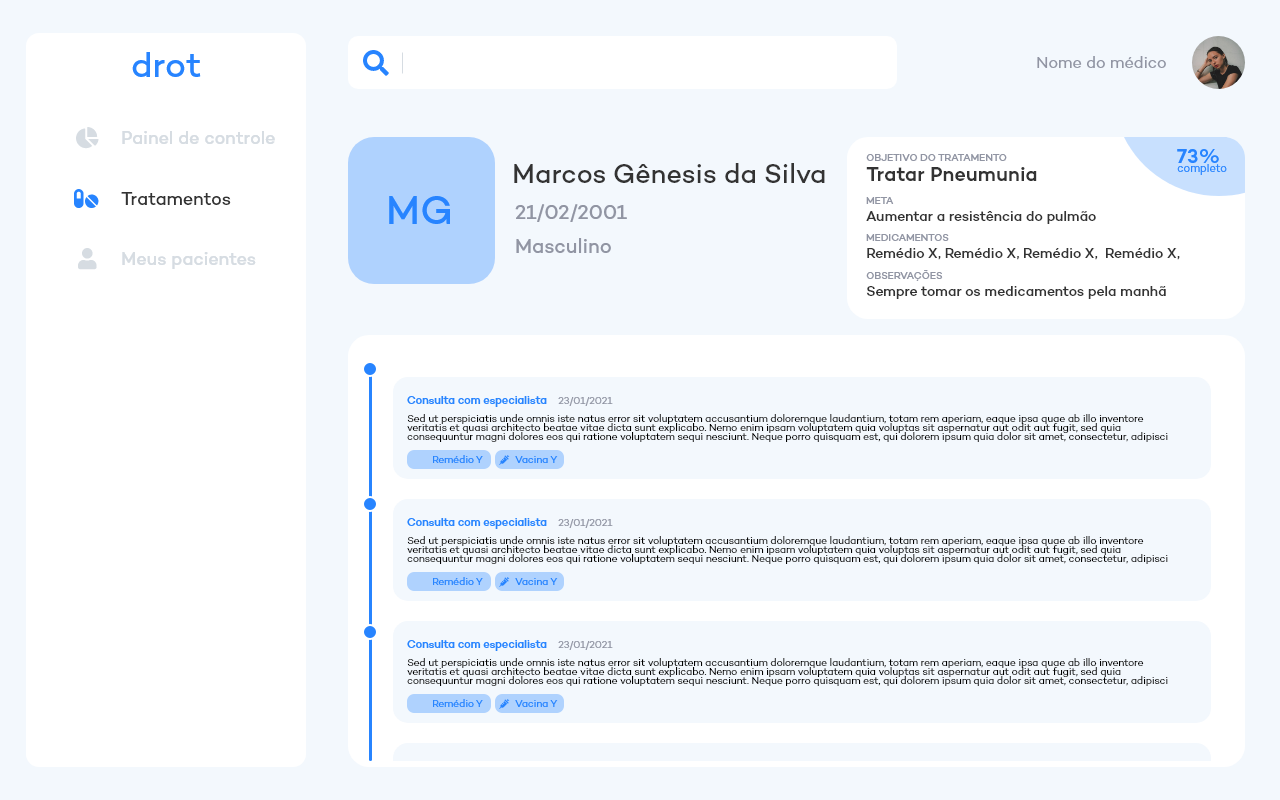 drot
Painel de controle
Tratamentos
Meus pacientes
Nome do médico
MG
Marcos Gênesis da Silva
21/02/2001
Masculino
OBJETIVO DO TRATAMENTO
Tratar Pneumunia
73%
completo
META
Aumentar a resistência do pulmão
MEDICAMENTOS
Remédio X, Remédio X, Remédio X,  Remédio X,
OBSERVAÇÕES
Sempre tomar os medicamentos pela manhã
Consulta com especialista 23/01/2021
Sed ut perspiciatis unde omnis iste natus error sit voluptatem accusantium doloremque laudantium, totam rem aperiam, eaque ipsa quae ab illo inventore
veritatis et quasi architecto beatae vitae dicta sunt explicabo. Nemo enim ipsam voluptatem quia voluptas sit aspernatur aut odit aut fugit, sed quia
consequuntur magni dolores eos qui ratione voluptatem sequi nesciunt. Neque porro quisquam est, qui dolorem ipsum quia dolor sit amet, consectetur, adipisci
Remédio Y Vacina Y
Consulta com especialista 23/01/2021
Sed ut perspiciatis unde omnis iste natus error sit voluptatem accusantium doloremque laudantium, totam rem aperiam, eaque ipsa quae ab illo inventore
veritatis et quasi architecto beatae vitae dicta sunt explicabo. Nemo enim ipsam voluptatem quia voluptas sit aspernatur aut odit aut fugit, sed quia
consequuntur magni dolores eos qui ratione voluptatem sequi nesciunt. Neque porro quisquam est, qui dolorem ipsum quia dolor sit amet, consectetur, adipisci
Remédio Y Vacina Y
Consulta com especialista 23/01/2021
Sed ut perspiciatis unde omnis iste natus error sit voluptatem accusantium doloremque laudantium, totam rem aperiam, eaque ipsa quae ab illo inventore
veritatis et quasi architecto beatae vitae dicta sunt explicabo. Nemo enim ipsam voluptatem quia voluptas sit aspernatur aut odit aut fugit, sed quia
consequuntur magni dolores eos qui ratione voluptatem sequi nesciunt. Neque porro quisquam est, qui dolorem ipsum quia dolor sit amet, consectetur, adipisci
Remédio Y Vacina Y